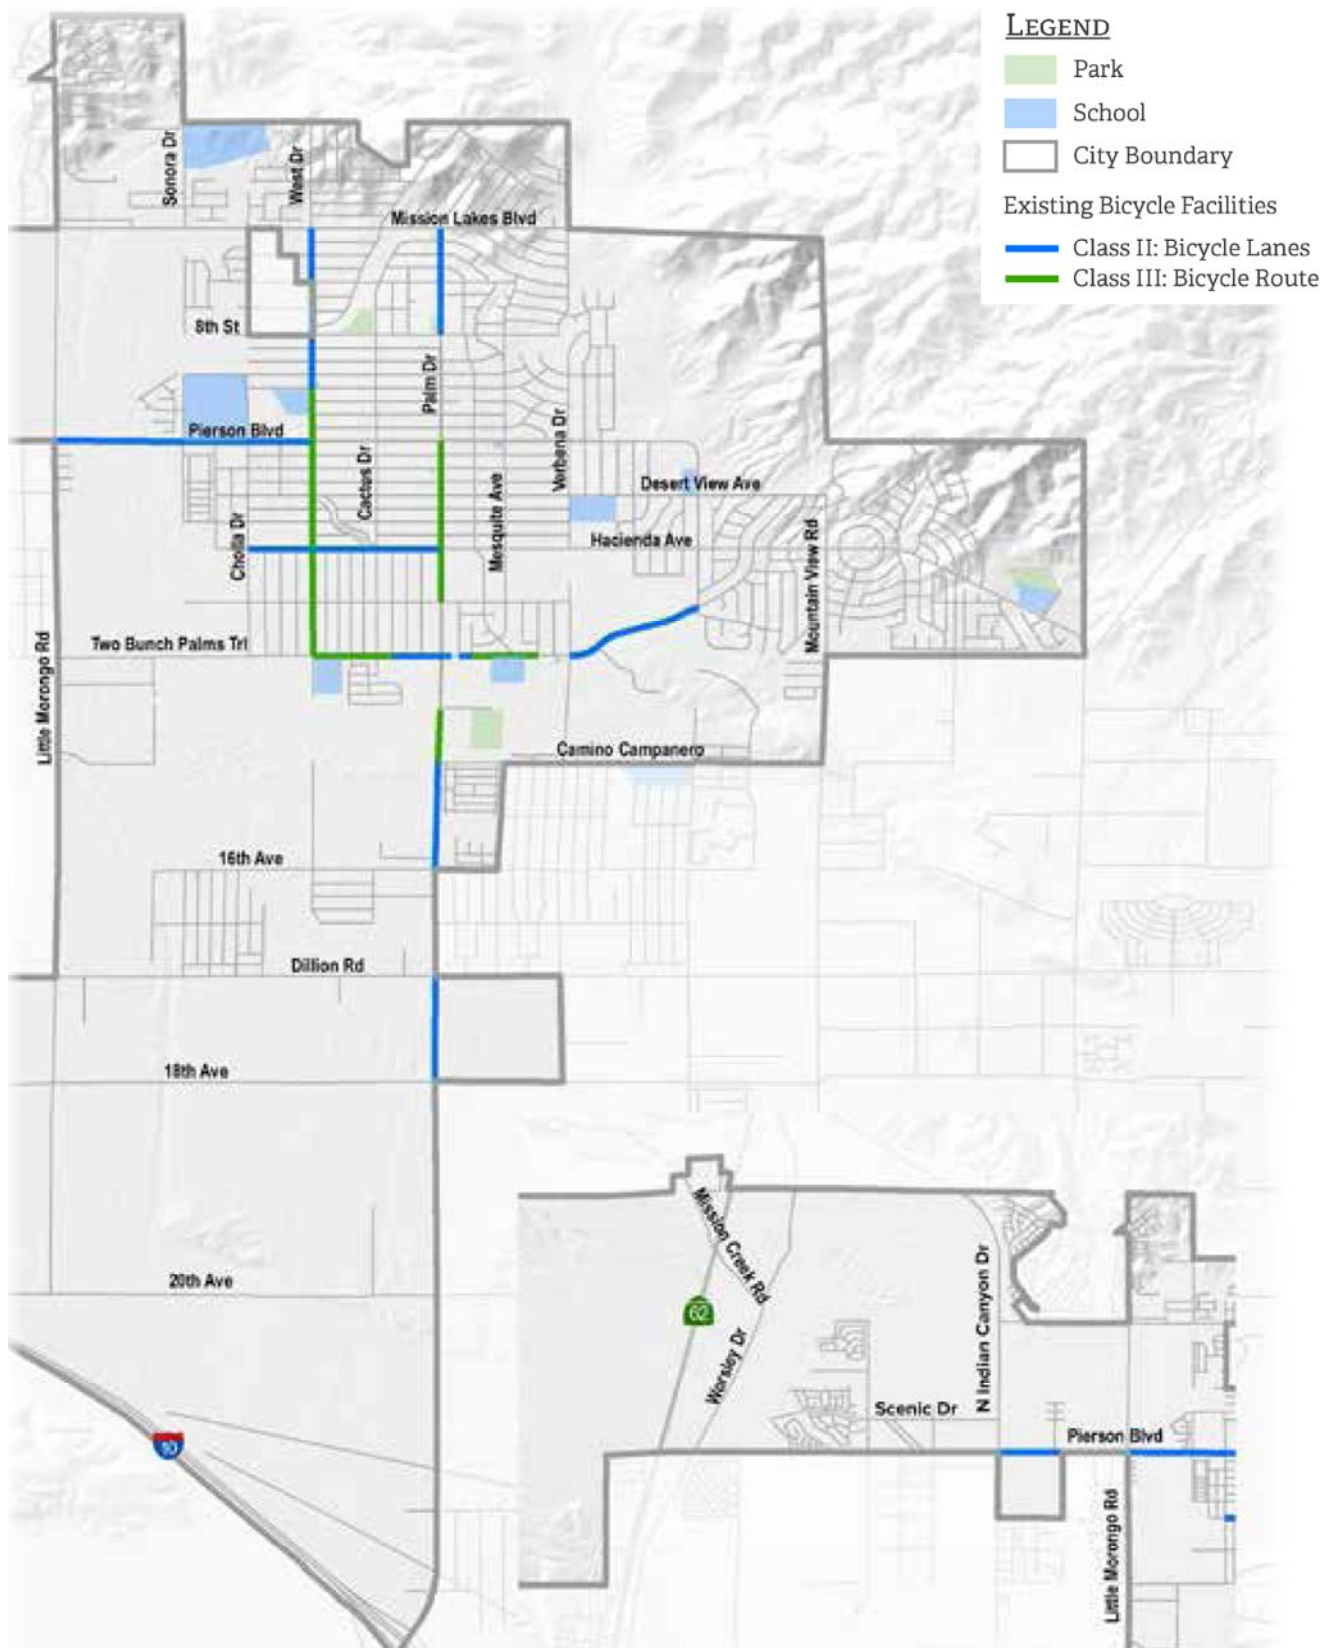 LEGEND
Park
School
City Boundary
Existing Bicycle Facilities
Class II: Bicycle Lanes
Class III: Bicycle Route
Sonora Dr
West Dr
Mission Lakes Blvd
8th St
Palm Dr
Pierson Blvd
Cactus Dr
Verbena Dr
Mesquite Ave
Desert View Ave
Cholla Dr
Hacienda Ave
Mountain View Rd
Two Bunch Palms Trl
Little Morongo Rd
Camino Campanero
16th Ave
Dillion Rd
18th Ave
20th Ave
10
Mission Creek Rd
62
Worsley Dr
N Indian Canyon Dr
Scenic Dr
Pierson Blvd
Little Morongo Rd